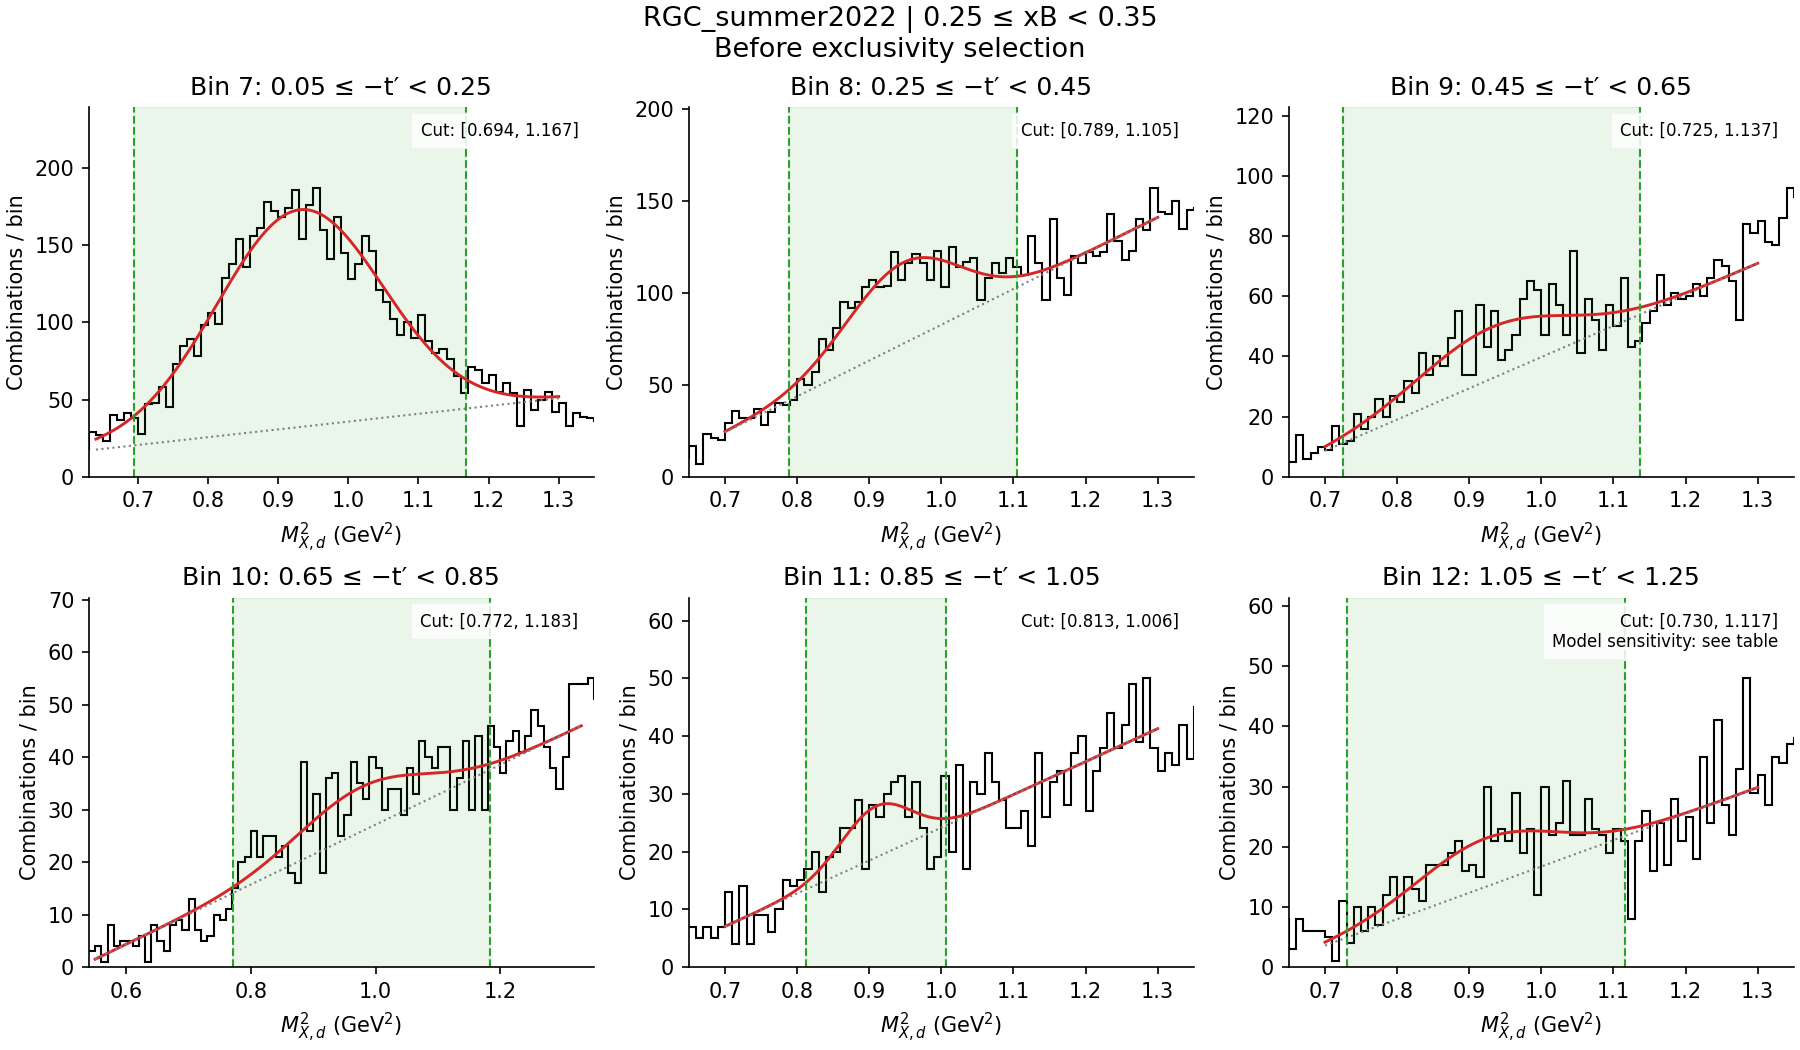 RGC_summer2022 | 0.25 ≤ xB < 0.35
Before exclusivity selection
Bin 7: 0.05 ≤ −t′ < 0.25
Cut: [0.694, 1.167]
Combinations / bin
200
150
100
50
0
0.7 0.8 0.9 1.0 1.1 1.2 1.3
M²X,d (GeV²)
Bin 8: 0.25 ≤ −t′ < 0.45
Cut: [0.789, 1.105]
Combinations / bin
200
150
100
50
0
0.7 0.8 0.9 1.0 1.1 1.2 1.3
M²X,d (GeV²)
Bin 9: 0.45 ≤ −t′ < 0.65
Cut: [0.725, 1.137]
Combinations / bin
120
100
80
60
40
20
0
0.7 0.8 0.9 1.0 1.1 1.2 1.3
M²X,d (GeV²)
Bin 10: 0.65 ≤ −t′ < 0.85
Cut: [0.772, 1.183]
Combinations / bin
70
60
50
40
30
20
10
0
0.6 0.8 1.0 1.2
M²X,d (GeV²)
Bin 11: 0.85 ≤ −t′ < 1.05
Cut: [0.813, 1.006]
Combinations / bin
60
50
40
30
20
10
0
0.7 0.8 0.9 1.0 1.1 1.2 1.3
M²X,d (GeV²)
Bin 12: 1.05 ≤ −t′ < 1.25
Cut: [0.730, 1.117]
Model sensitivity: see table
Combinations / bin
60
50
40
30
20
10
0
0.7 0.8 0.9 1.0 1.1 1.2 1.3
M²X,d (GeV²)